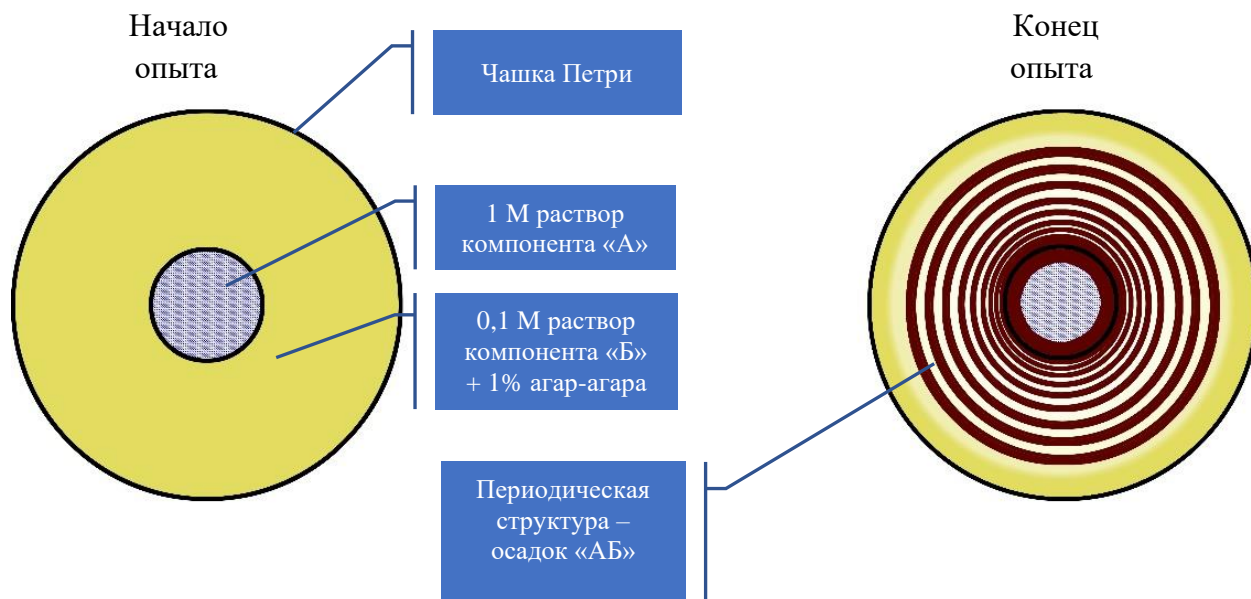 Начало
опыта
Чашка Петри
1 М раствор
компонента «А»
0,1 М раствор
компонента «Б»
+ 1% агар-агара
Периодическая
структура –
осадок «АБ»
Конец
опыта